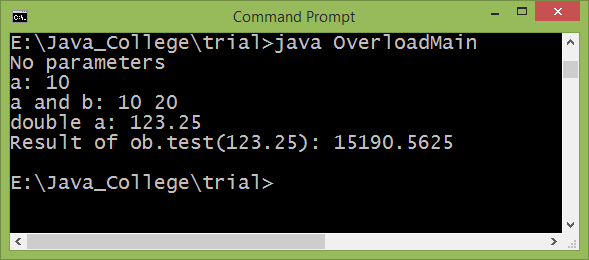 Command Prompt
E:\Java_College\trial>java OverloadMain
No parameters
a: 10
a and b: 10 20
double a: 123.25
Result of ob.test(123.25): 15190.5625
E:\Java_College\trial>